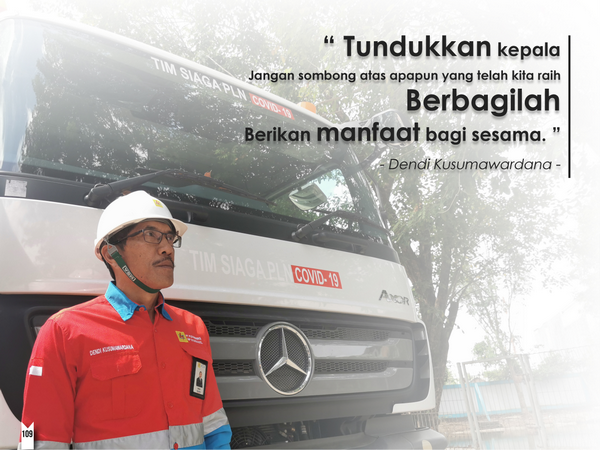 “ Tundukkan kepala
Jangan sombong atas apapun yang telah kita raih
Berbagilah
Berikan manfaat bagi sesama. ”
- Dendi Kusumawardana -
TIM SIAGA PLN COVID-19
TIM SIAGA PLN COVID- 19
DENDI KUSUMAWARDANA
109